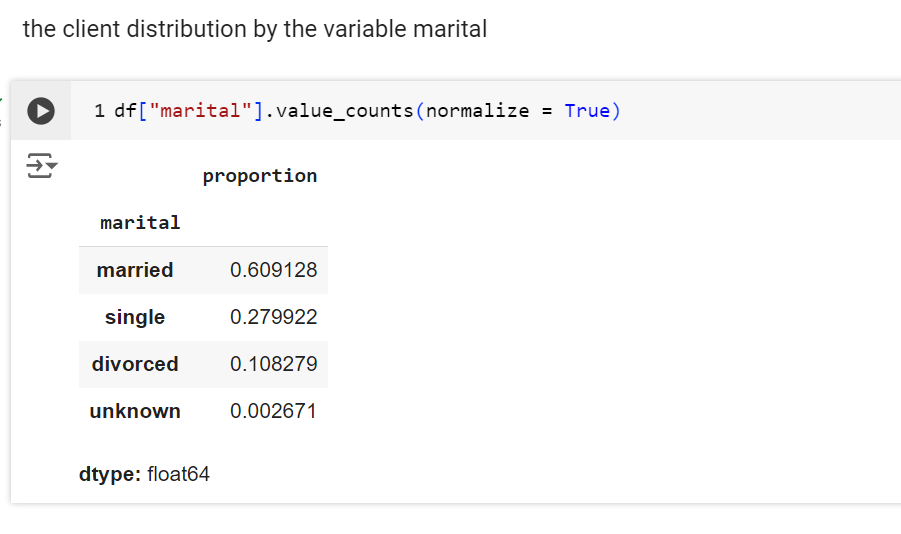 the client distribution by the variable marital
1 df["marital"].value_counts(normalize = True)
proportion
marital
married 0.609128
single 0.279922
divorced 0.108279
unknown 0.002671
dtype: float64